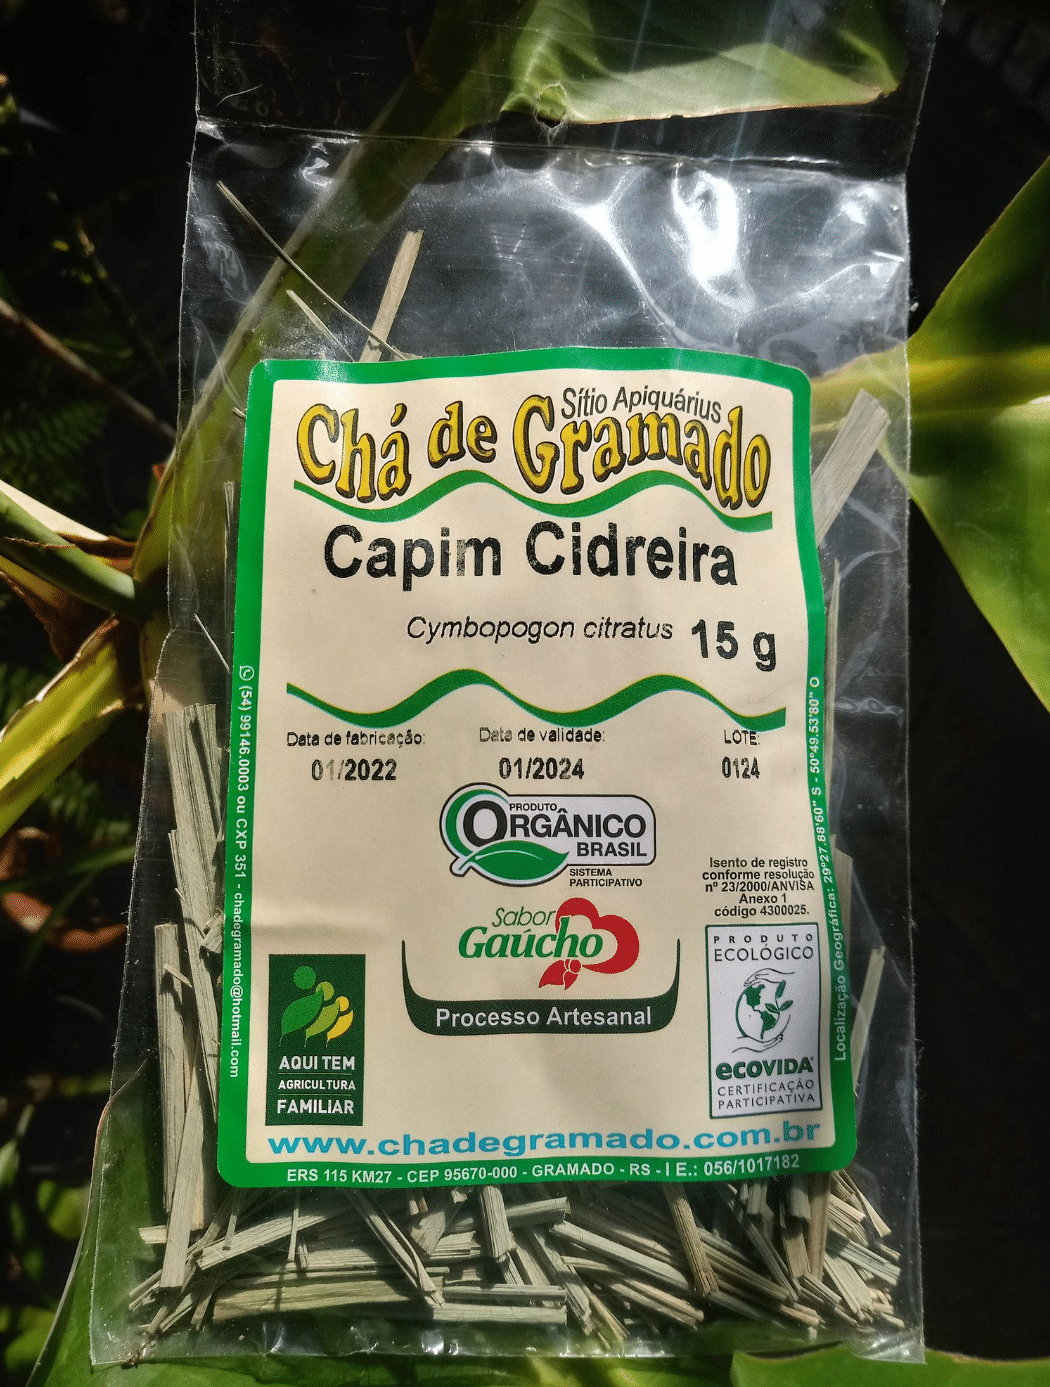 Sítio Apiquárius
Chá de Gramado
Capim Cidreira
Cymbopogon citratus 15 g
Data de fabricação:
01/2022
Data de validade:
01/2024
LOTE:
0124
PRODUTO
ORGÂNICO
BRASIL
SISTEMA
PARTICIPATIVO
Isento de registro
conforme resolução
nº 23/2000/ANVISA
Anexo 1
código 4300025.
Sabor
Gaúcho
Processo Artesanal
AQUI TEM
AGRICULTURA
FAMILIAR
PRODUTO
ECOLÓGICO
ecovida
CERTIFICAÇÃO
PARTICIPATIVA
www.chadegramado.com.br
ERS 115 KM27 - CEP 95670-000 - GRAMADO - RS - I E.: 056/1017182
(54) 99146.0003 ou CXP 351 - chadegramado@hotmail.com
Localização Geográfica: 29°27.88'60" S - 50°49.53'80" O